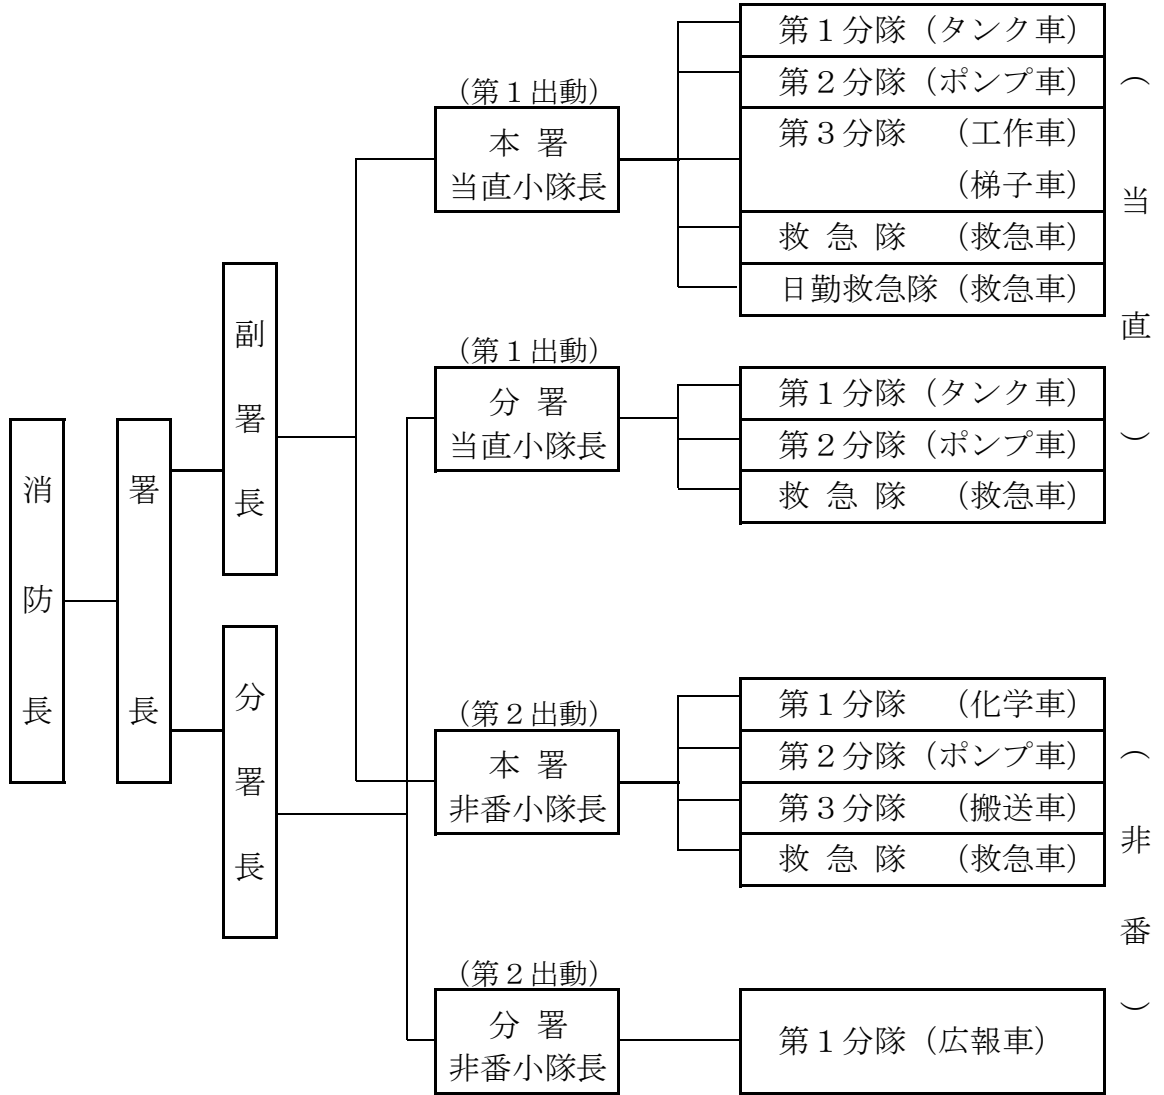 消防長
署長
副署長
分署長
（第１出動）
本 署
当直小隊長
第１分隊（タンク車）
第２分隊（ポンプ車）
第３分隊 （工作車）
（梯子車）
救 急 隊 （救急車）
日勤救急隊（救急車）
（第１出動）
分 署
当直小隊長
第１分隊（タンク車）
第２分隊（ポンプ車）
救 急 隊 （救急車）
（当直）
（第２出動）
本 署
非番小隊長
第１分隊 （化学車）
第２分隊（ポンプ車）
第３分隊 （搬送車）
救 急 隊 （救急車）
（第２出動）
分 署
非番小隊長
第１分隊（広報車）
（非番）